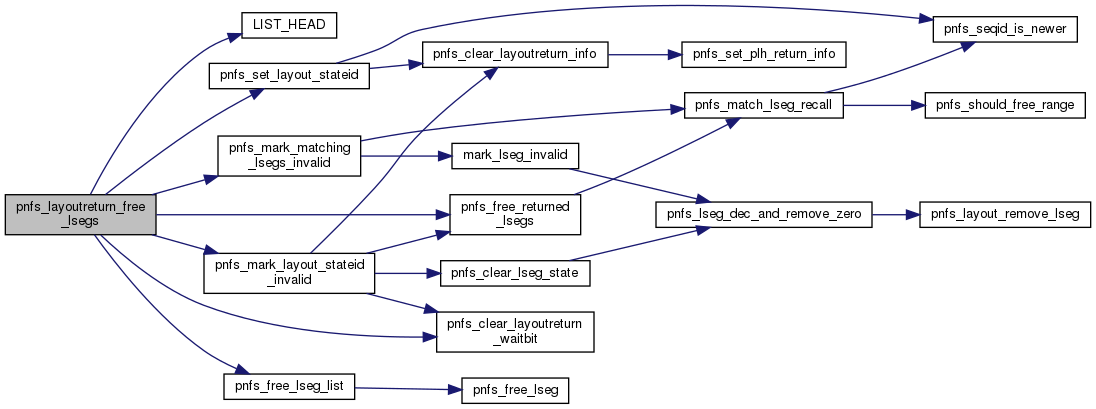 LIST_HEAD
pnfs_seqid_is_newer
pnfs_clear_layoutreturn_info
pnfs_set_plh_return_info
pnfs_set_layout_stateid
pnfs_match_lseg_recall
pnfs_should_free_range
pnfs_mark_matching
_lsegs_invalid
mark_lseg_invalid
pnfs_layoutreturn_free
_lsegs
pnfs_free_returned
_lsegs
pnfs_lseg_dec_and_remove_zero
pnfs_layout_remove_lseg
pnfs_mark_layout_stateid
_invalid
pnfs_clear_lseg_state
pnfs_clear_layoutreturn
_waitbit
pnfs_free_lseg_list
pnfs_free_lseg